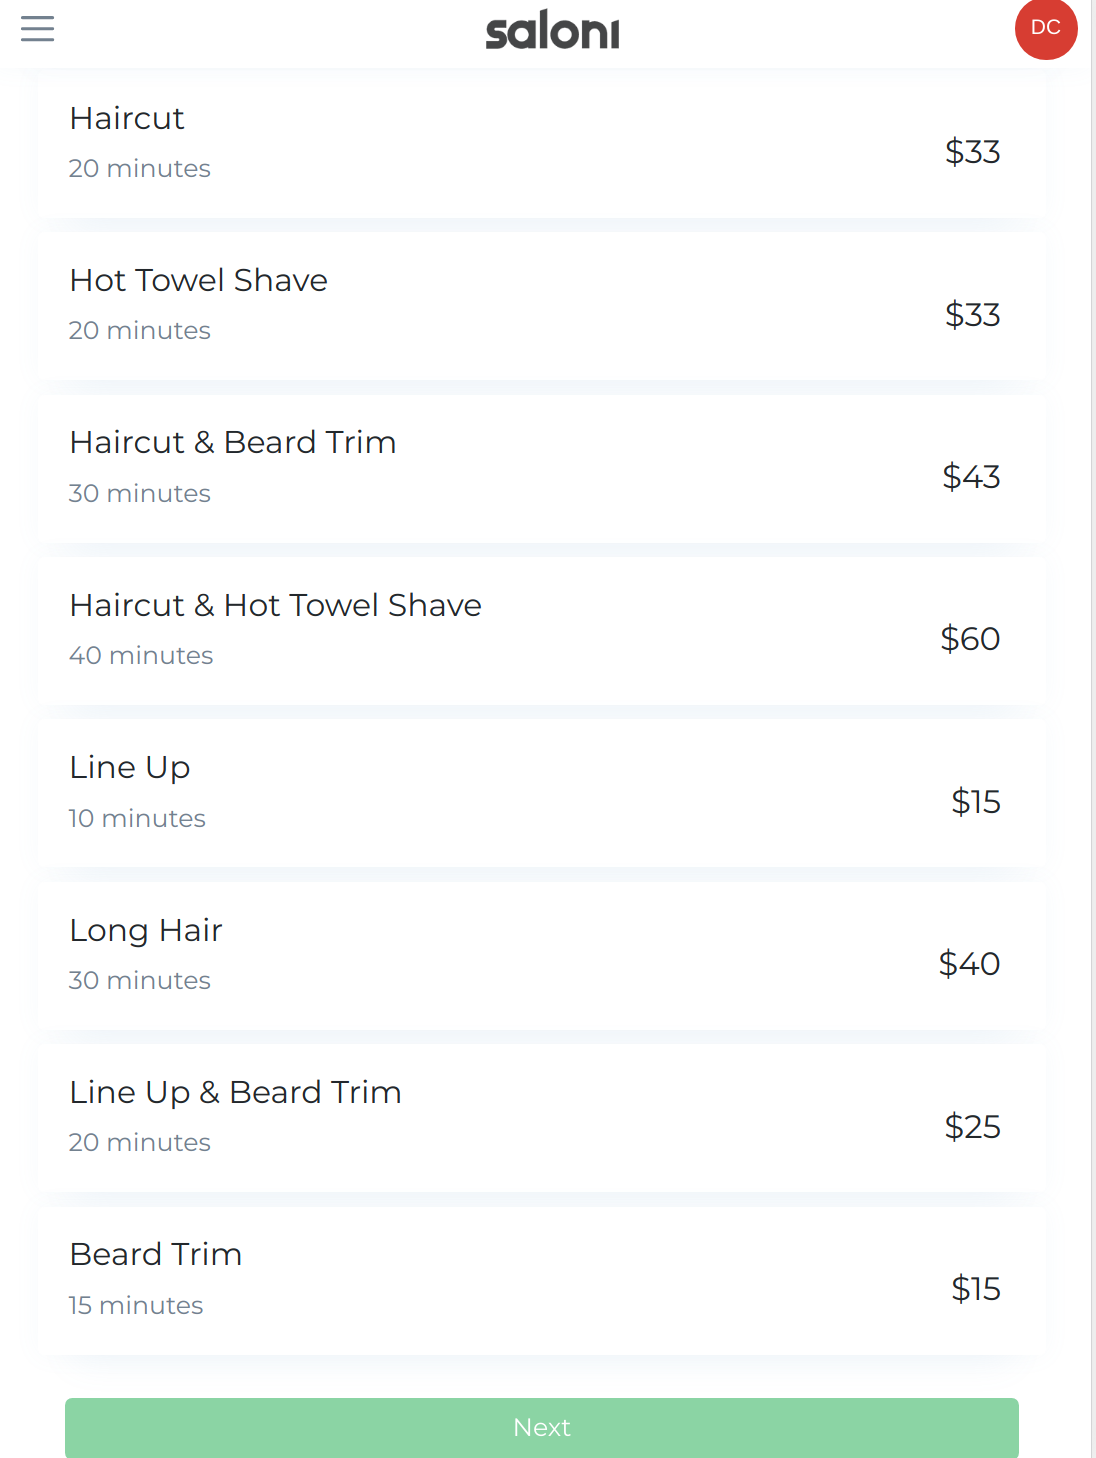 saloni
DC
Haircut
20 minutes
$33
Hot Towel Shave
20 minutes
$33
Haircut & Beard Trim
30 minutes
$43
Haircut & Hot Towel Shave
40 minutes
$60
Line Up
10 minutes
$15
Long Hair
30 minutes
$40
Line Up & Beard Trim
20 minutes
$25
Beard Trim
15 minutes
$15
Next